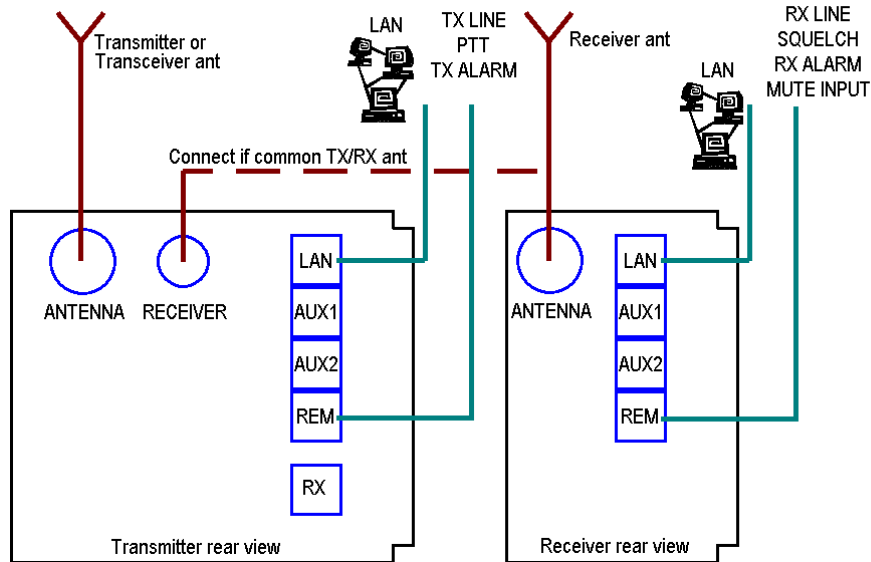 Transmitter or
Transceiver ant
LAN
TX LINE
PTT
TX ALARM
Receiver ant
LAN
RX LINE
SQUELCH
RX ALARM
MUTE INPUT
Connect if common TX/RX ant
ANTENNA
RECEIVER
LAN
AUX1
AUX2
REM
RX
Transmitter rear view
ANTENNA
LAN
AUX1
AUX2
REM
Receiver rear view